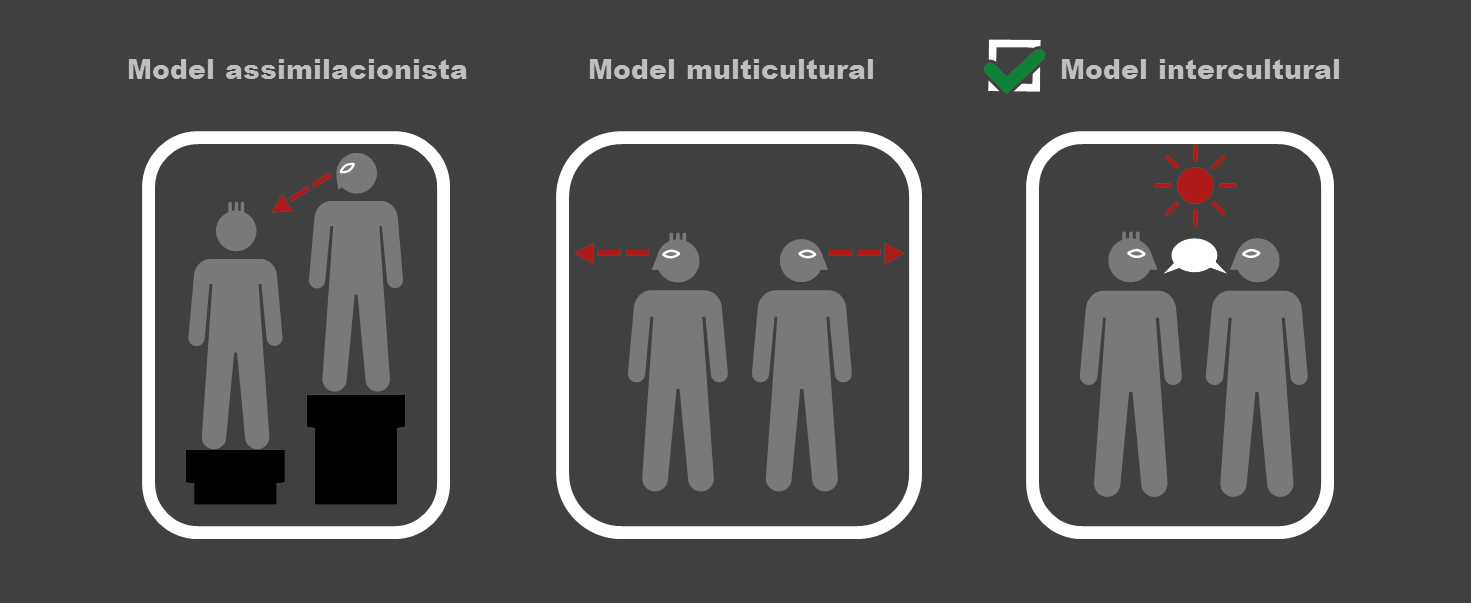 Model assimilacionista
Model multicultural
Model intercultural